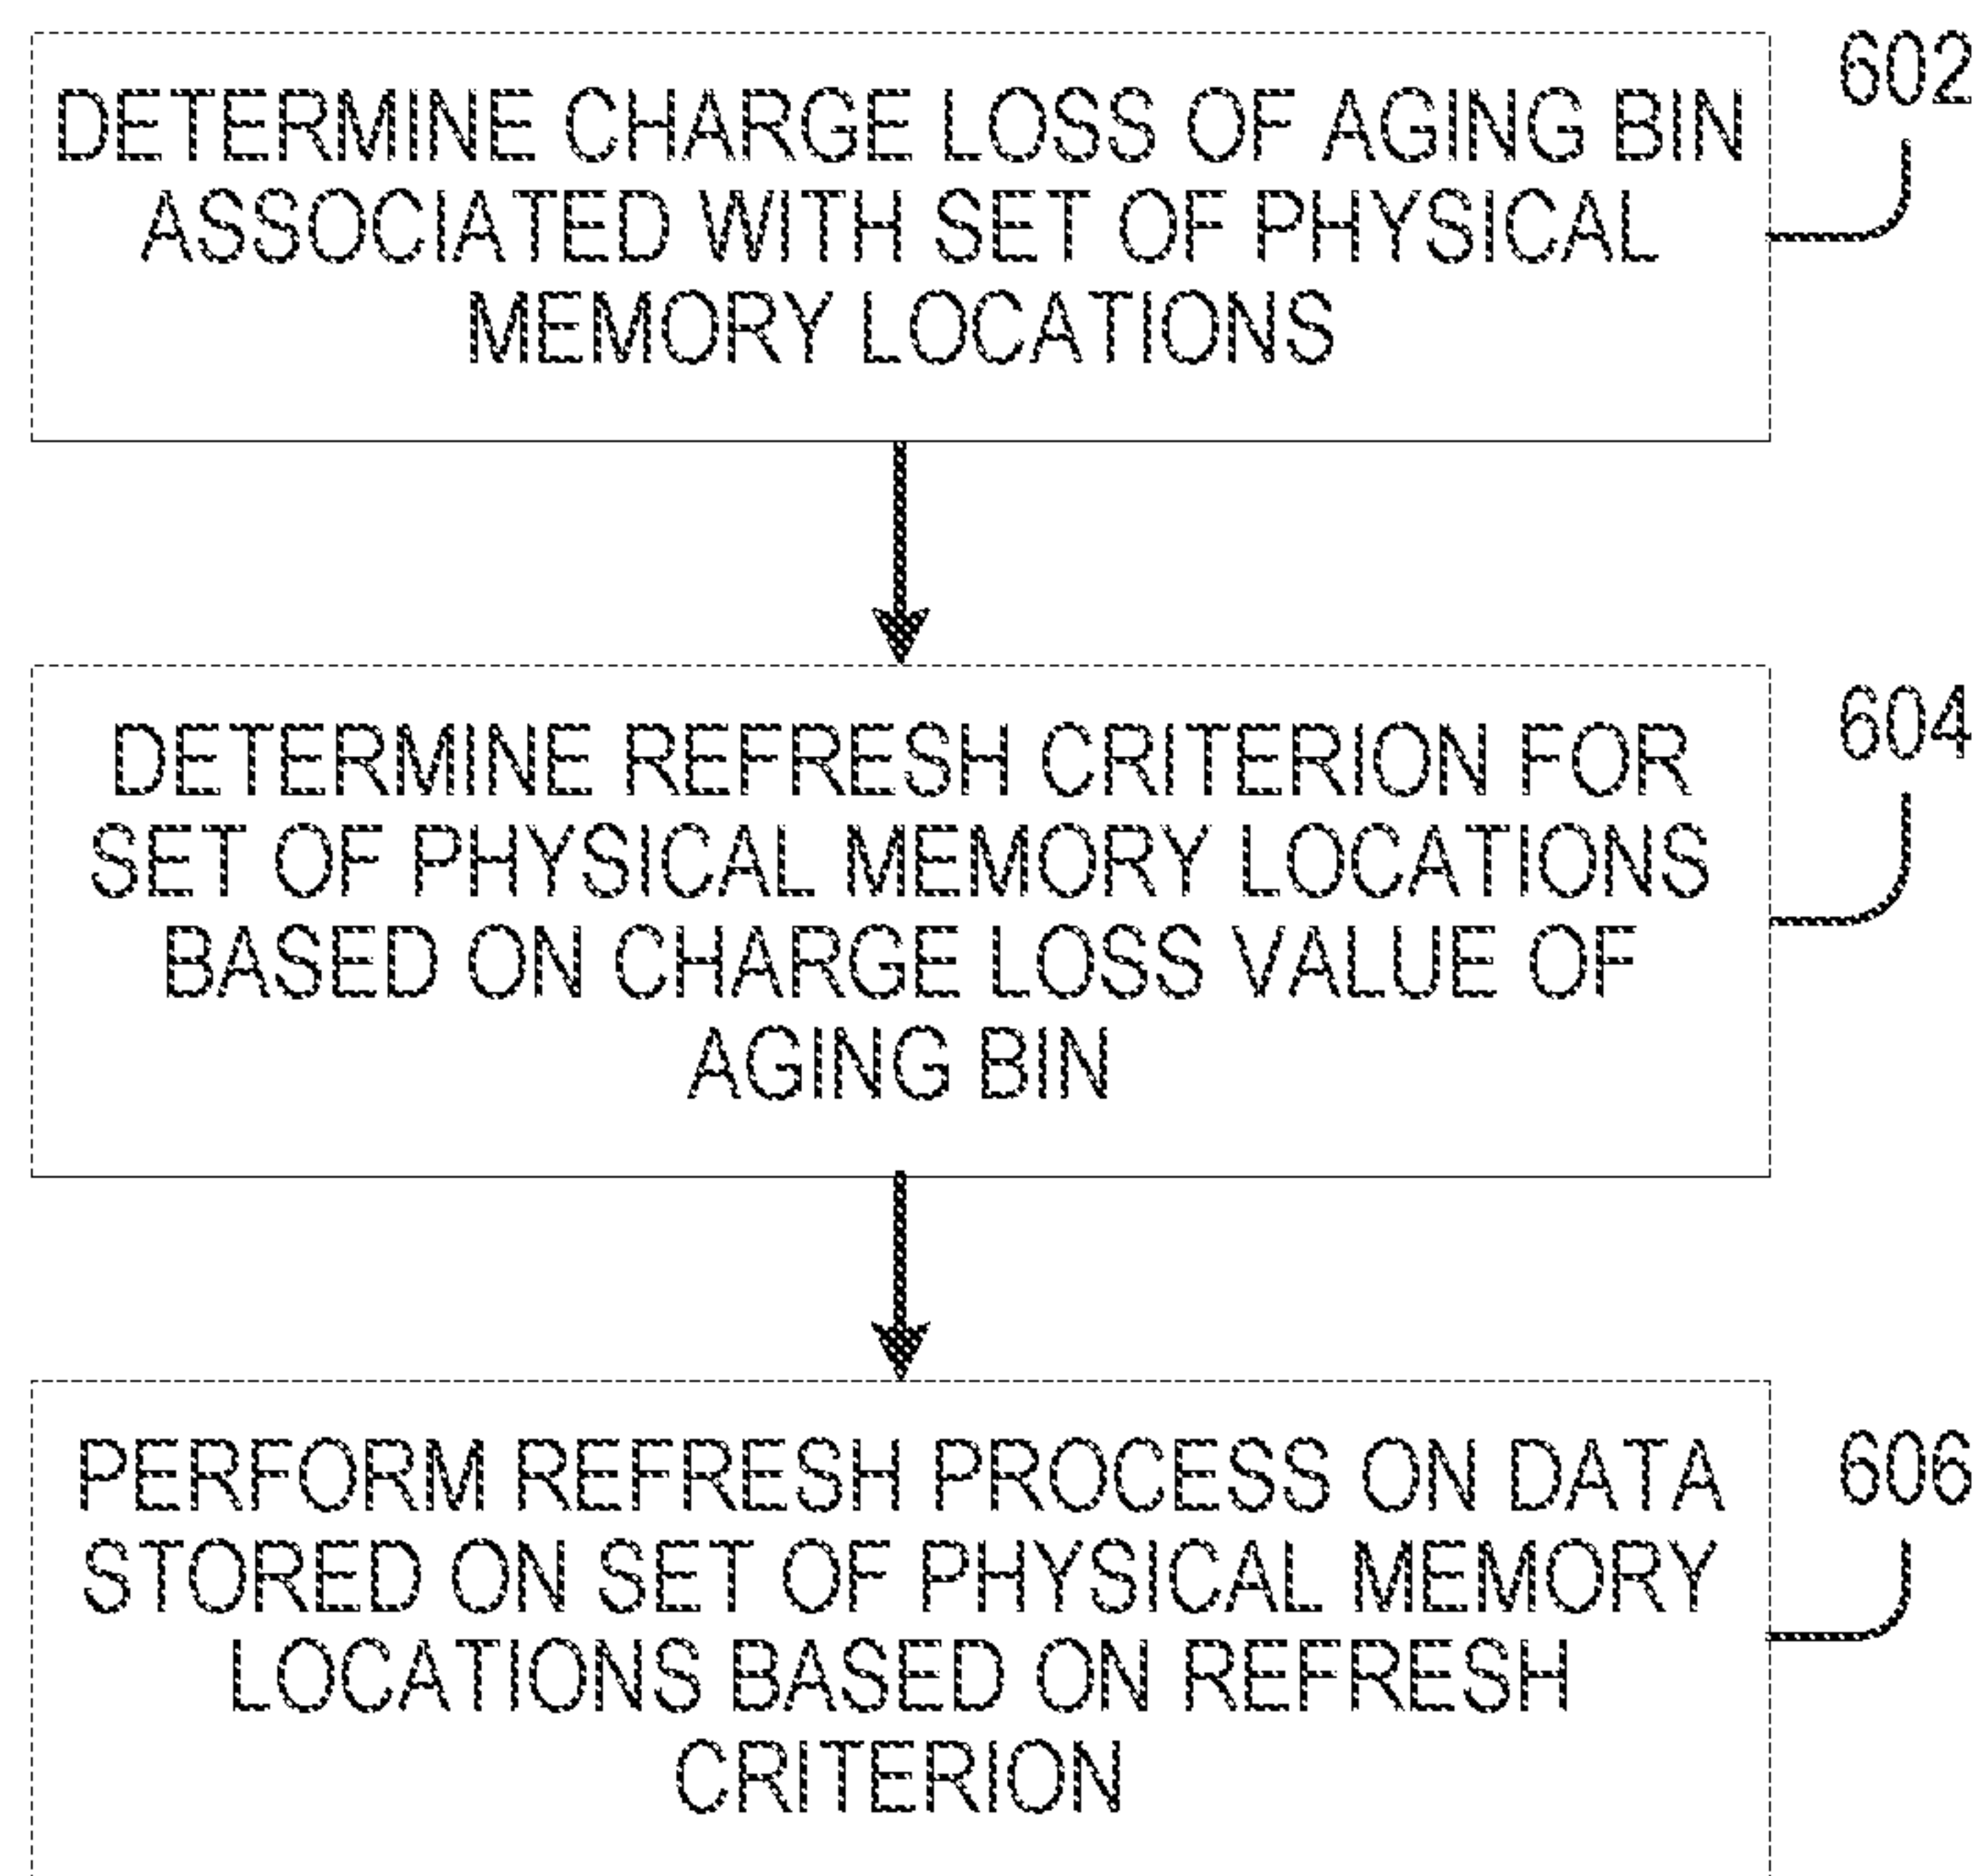 DETERMINE CHARGE LOSS OF AGING BIN
ASSOCIATED WITH SET OF PHYSICAL
MEMORY LOCATIONS
602
DETERMINE REFRESH CRITERION FOR
SET OF PHYSICAL MEMORY LOCATIONS
BASED ON CHARGE LOSS VALUE OF
AGING BIN
604
PERFORM REFRESH PROCESS ON DATA
STORED ON SET OF PHYSICAL MEMORY
LOCATIONS BASED ON REFRESH
CRITERION
606